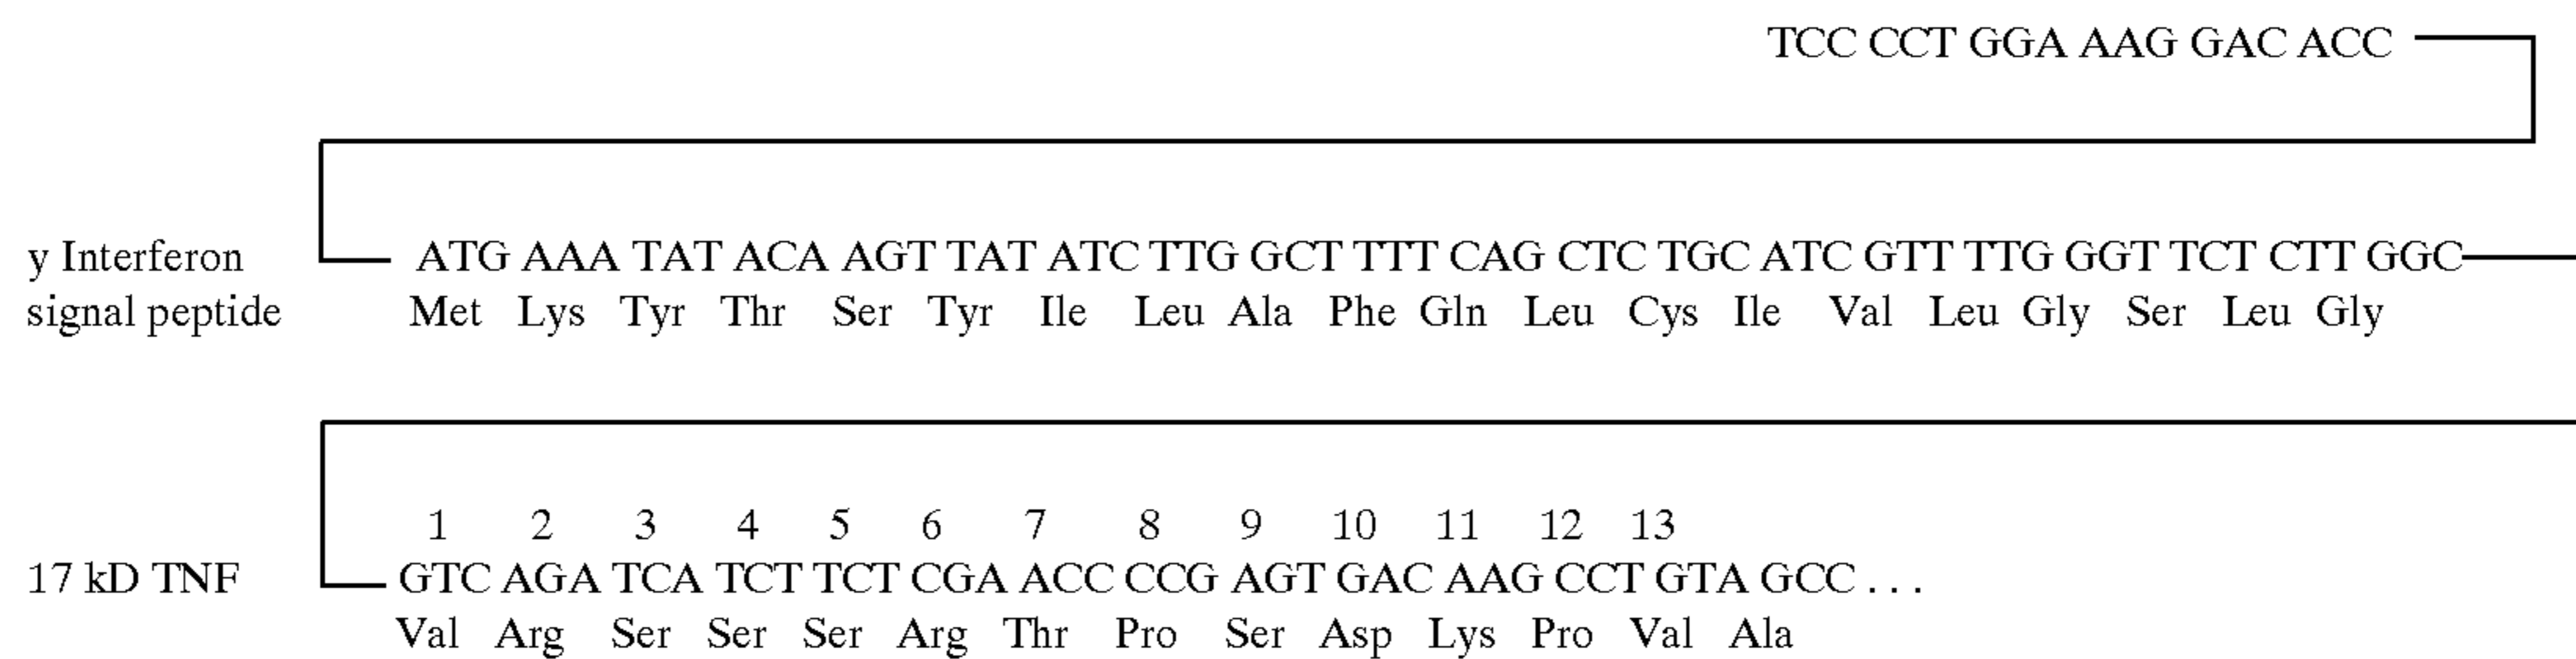 TCC CCT GGA AAG GAC ACC
y Interferon ATG AAA TAT ACA AGT TAT ATC TTG GCT TTT CAG CTC TGC ATC GTT TTG GGT TCT CTT GGC
signal peptide Met Lys Tyr Thr Ser Tyr Ile Leu Ala Phe Gln Leu Cys Ile Val Leu Gly Ser Leu Gly
1 2 3 4 5 6 7 8 9 10 11 12 13
17 kD TNF GTC AGA TCA TCT TCT CGA ACC CCG AGT GAC AAG CCT GTA GCC . . .
Val Arg Ser Ser Ser Arg Thr Pro Ser Asp Lys Pro Val Ala